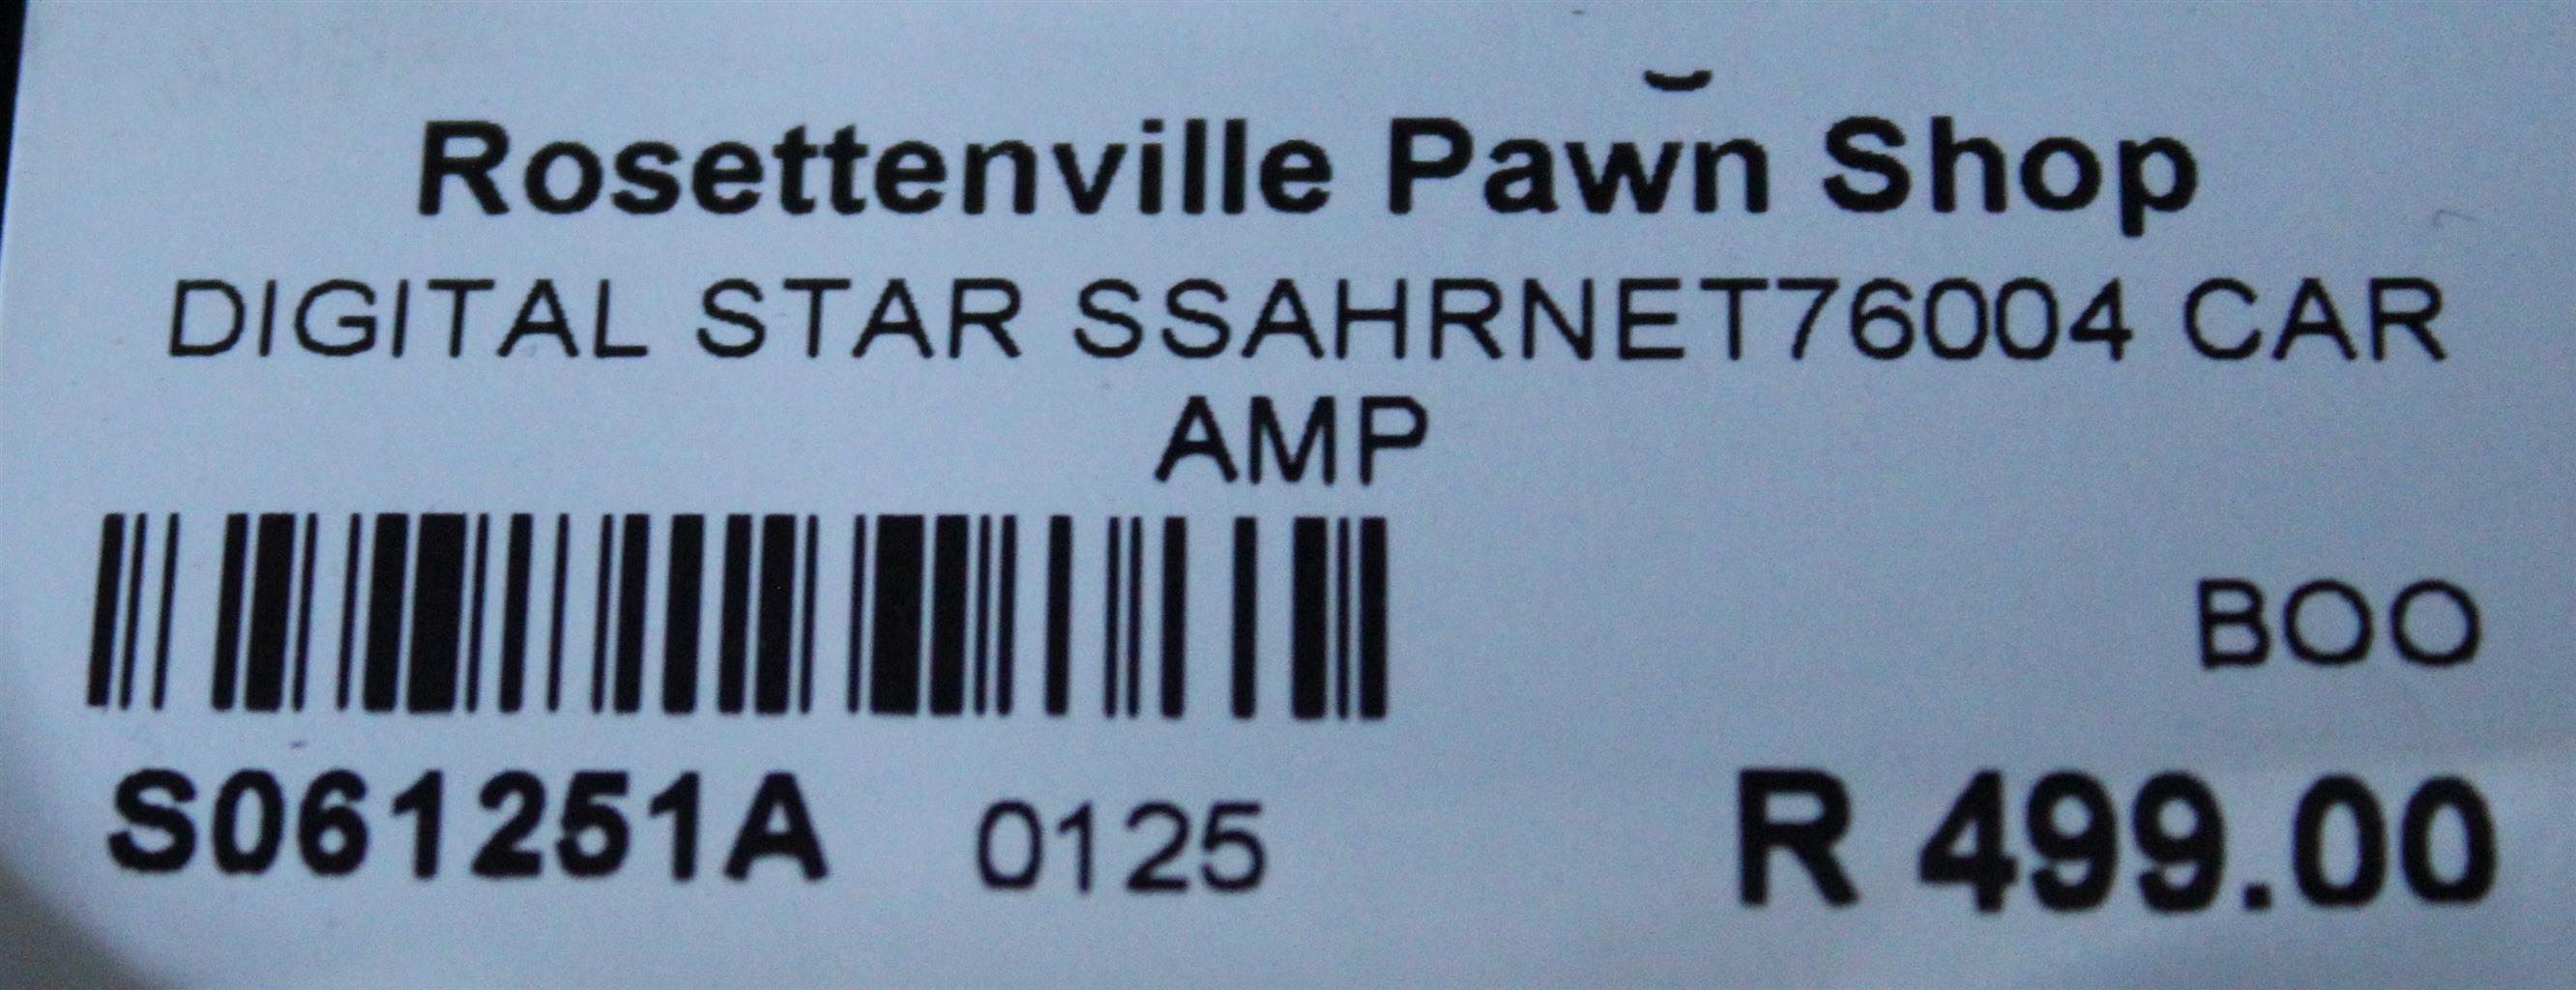 Rosettenville Pawn Shop
DIGITAL STAR SSAHRNET76004 CAR
AMP
BOO
S061251A 0125 R 499.00